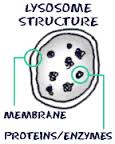 LYSOSOME
STRUCTURE
MEMBRANE
PROTEINS/ENZYMES